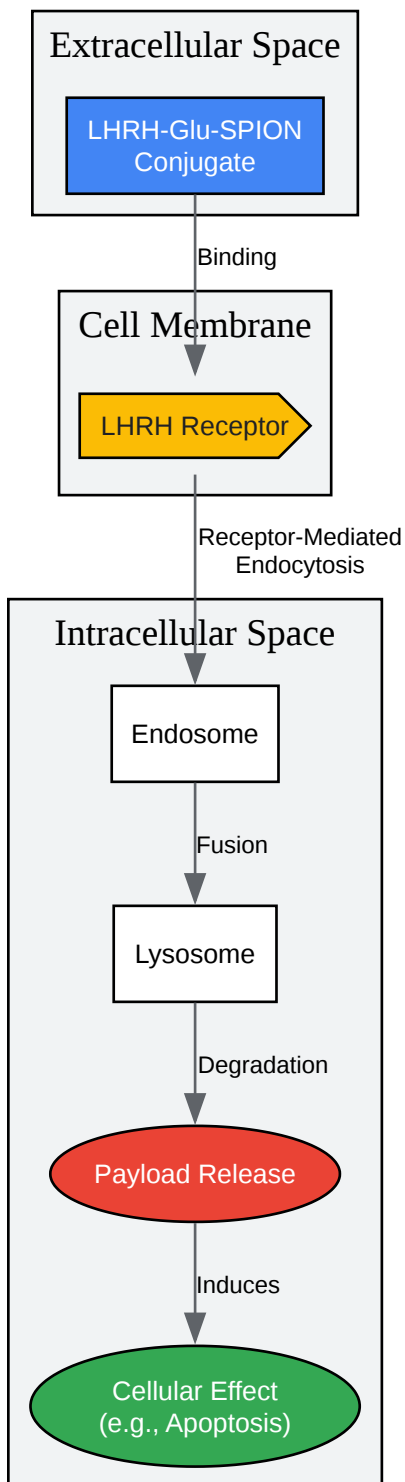 Extracellular Space
LHRH-Glu-SPION
Conjugate
Binding
Cell Membrane
LHRH Receptor
Receptor-Mediated
Endocytosis
Intracellular Space
Endosome
Fusion
Lysosome
Degradation
Payload Release
Induces
Cellular Effect
(e.g., Apoptosis)